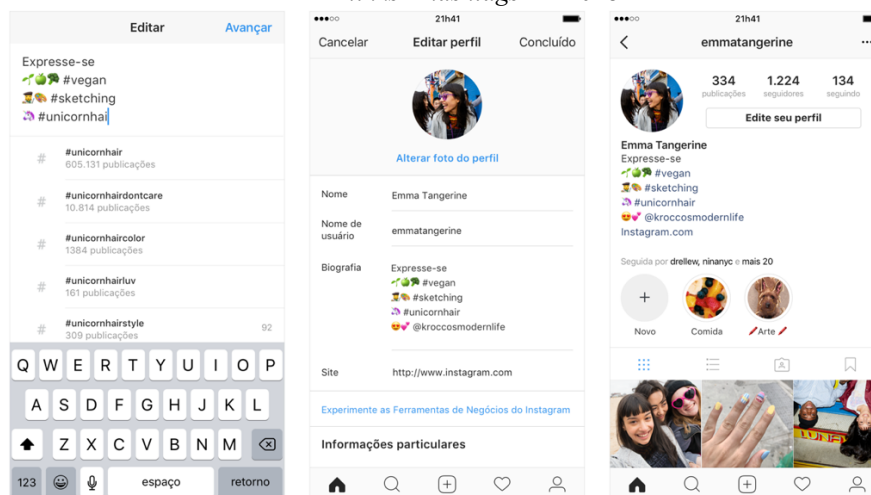 Editar
Avançar
Expresse-se
#vegan
#sketching
#unicornhai
# #unicornhair
605.131 publicações
# #unicornhairdontcare
10.814 publicações
# #unicornhaircolor
1384 publicações
# #unicornhairluv
161 publicações
# #unicornhairstyle
309 publicações
92
Q W E R T Y U I O P
A S D F G H J K L
Z X C V B N M
123 espaço retorno
21h41
Cancelar Editar perfil Concluído
Alterar foto do perfil
Nome Emma Tangerine
Nome de
usuário
emmatangerine
Biografia Expresse-se
#vegan
#sketching
#unicornhair
@kroccosmodernlife
Site http://www.instagram.com
Experimente as Ferramentas de Negócios do Instagram
Informações particulares
21h41
emmatangerine
334 1.224 134
publicações seguidores seguindo
Edite seu perfil
Emma Tangerine
Expresse-se
#vegan
#sketching
#unicornhair
@kroccosmodernlife
Instagram.com
Seguida por drellew, ninanyc e mais 20
Novo Comida Arte